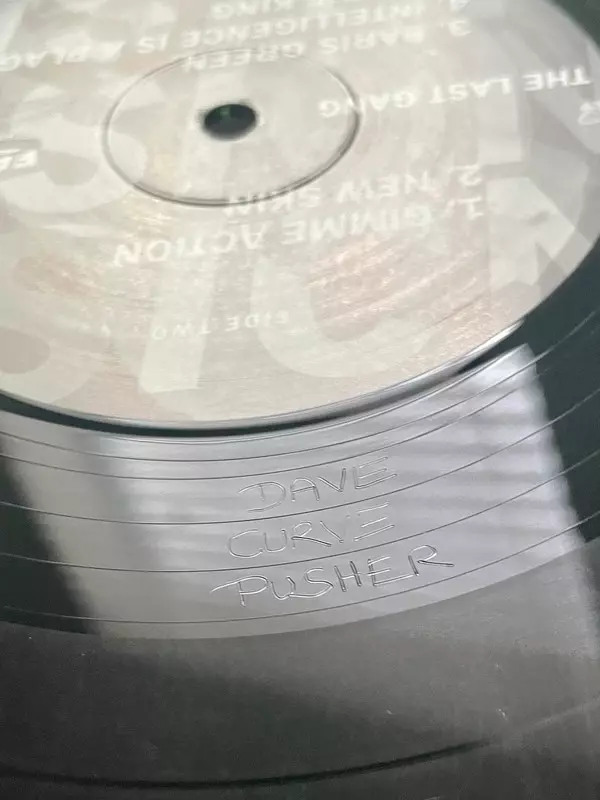 SIDE TWO
1. GIMME ACTION
2. NEW SKIN
THE LAST GANG
3. PARIS GREEN
4. INTELLIGENCE IS A
KING
DAVE
CURVE
PUSHER